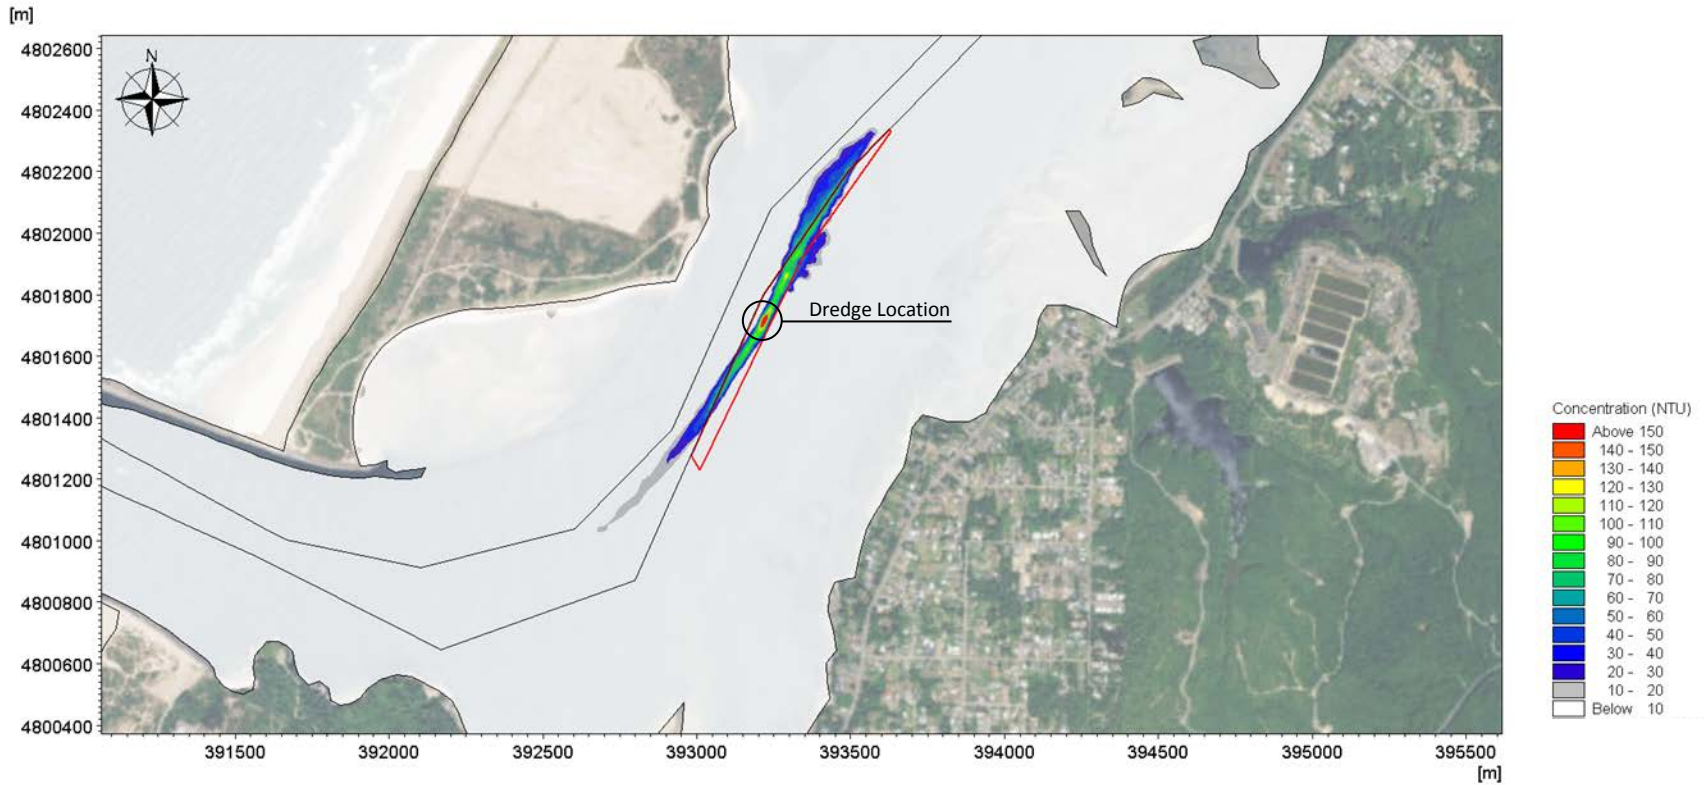 [m]
4802600
4802400
4802200
4802000
4801800
4801600
4801400
4801200
4801000
4800800
4800600
4800400
N
Dredge Location
391500 392000 392500 393000 393500 394000 394500 395000 395500
[m]
Concentration (NTU)
Above 150
140 - 150
130 - 140
120 - 130
110 - 120
100 - 110
90 - 100
80 - 90
70 - 80
60 - 70
50 - 60
40 - 50
30 - 40
20 - 30
10 - 20
Below 10